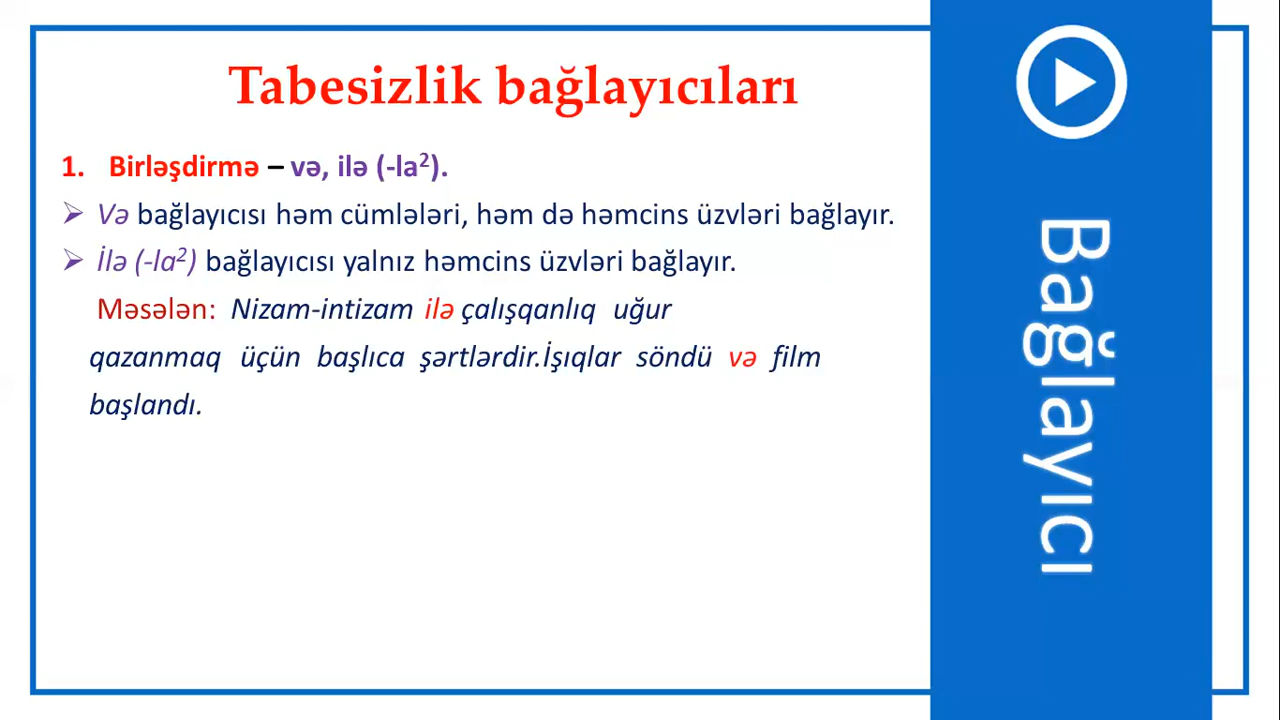 Tabesizlik bağlayıcıları
1. Birləşdirmə – və, ilə (-la²).
➢ Və bağlayıcısı həm cümlələri, həm də həmcins üzvləri bağlayır.
➢ İlə (-la²) bağlayıcısı yalnız həmcins üzvləri bağlayır.
Məsələn: Nizam-intizam ilə çalışqanlıq uğur
qazanmaq üçün başlıca şərtlərdir.İşıqlar söndü və film
başlandı.
Bağlayıcı